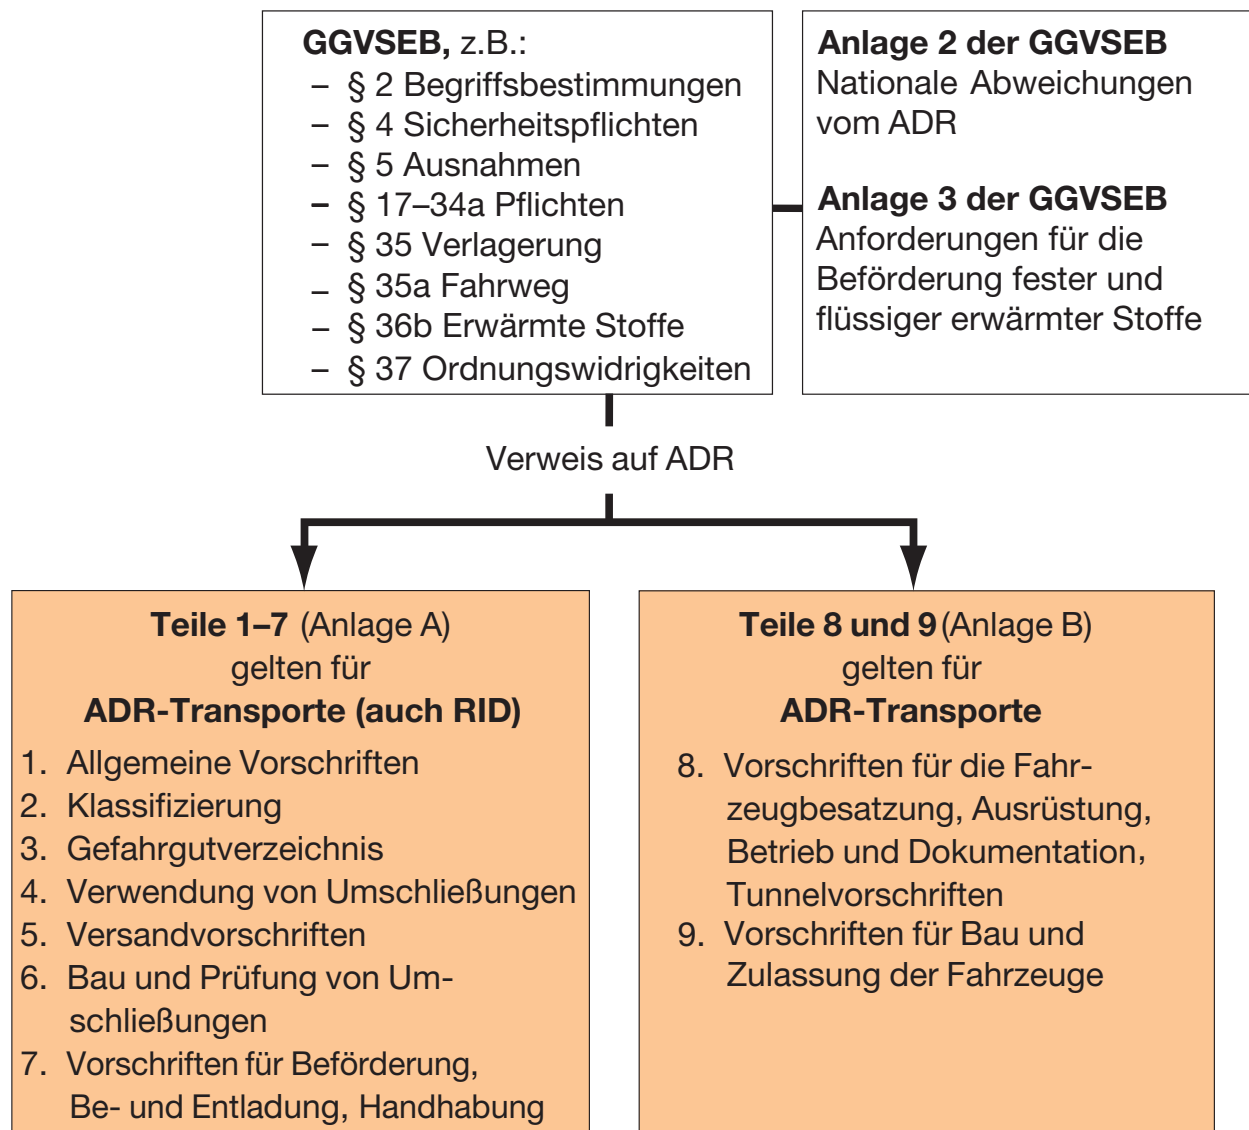 GGVSEB, z.B.:
– § 2 Begriffsbestimmungen
– § 4 Sicherheitspflichten
– § 5 Ausnahmen
– § 17–34a Pflichten
– § 35 Verlagerung
– § 35a Fahrweg
– § 36b Erwärmte Stoffe
– § 37 Ordnungswidrigkeiten
Anlage 2 der GGVSEB
Nationale Abweichungen
vom ADR
Anlage 3 der GGVSEB
Anforderungen für die
Beförderung fester und
flüssiger erwärmter Stoffe
Verweis auf ADR
Teile 1–7 (Anlage A)
gelten für
ADR-Transporte (auch RID)
1. Allgemeine Vorschriften
2. Klassifizierung
3. Gefahrgutverzeichnis
4. Verwendung von Umschließungen
5. Versandvorschriften
6. Bau und Prüfung von Um-
schließungen
7. Vorschriften für Beförderung,
Be- und Entladung, Handhabung
Teile 8 und 9 (Anlage B)
gelten für
ADR-Transporte
8. Vorschriften für die Fahr-
zeugbesatzung, Ausrüstung,
Betrieb und Dokumentation,
Tunnelvorschriften
9. Vorschriften für Bau und
Zulassung der Fahrzeuge